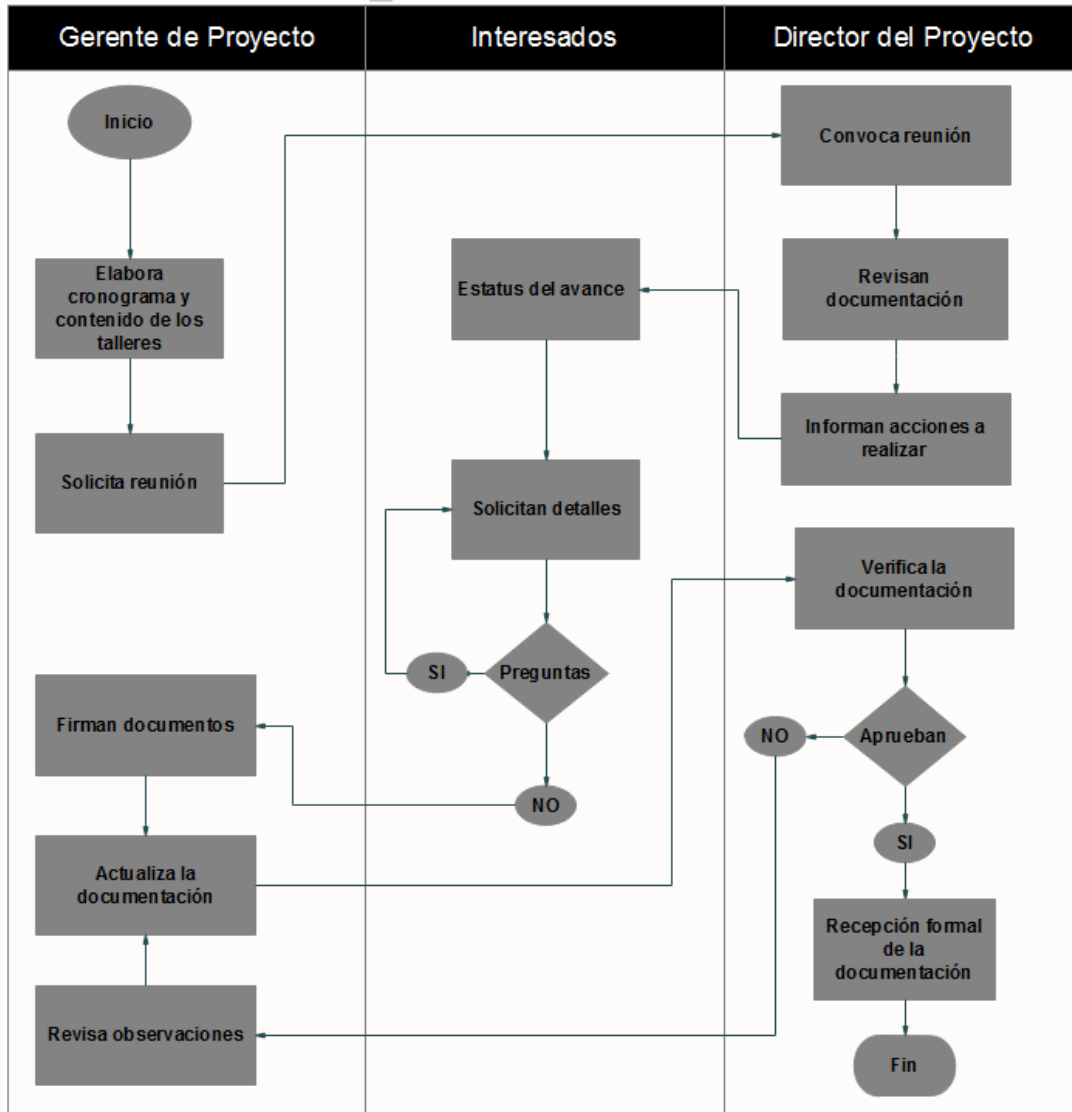 Gerente de Proyecto
Interesados
Director del Proyecto
Inicio
Elabora
cronograma y
contenido de los
talleres
Solicita reunión
Convoca reunión
Revisan
documentación
Informan acciones a
realizar
Estatus del avance
Solicitan detalles
Preguntas
SI
NO
Firman documentos
Actualiza la
documentación
Revisa observaciones
Verifica la
documentación
Aprueban
NO
SI
Recepción formal
de la
documentación
Fin